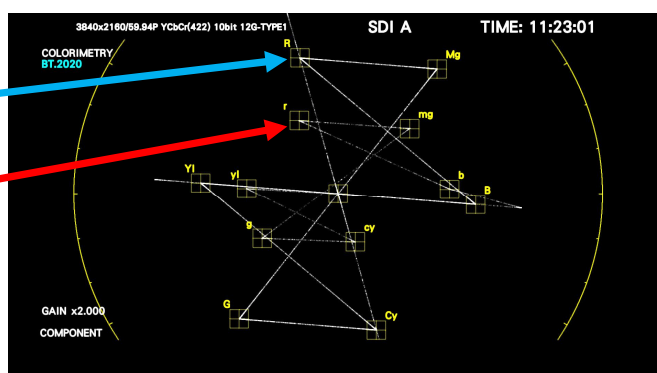 3840x2160/59.94P YCbCr(422) 10bit 12G-TYPE1
SDI A
TIME: 11:23:01
COLORIMETRY
BT.2020
R
Mg
r
mg
Yl
yl
b
B
g
cy
G
Cy
GAIN x2.000
COMPONENT